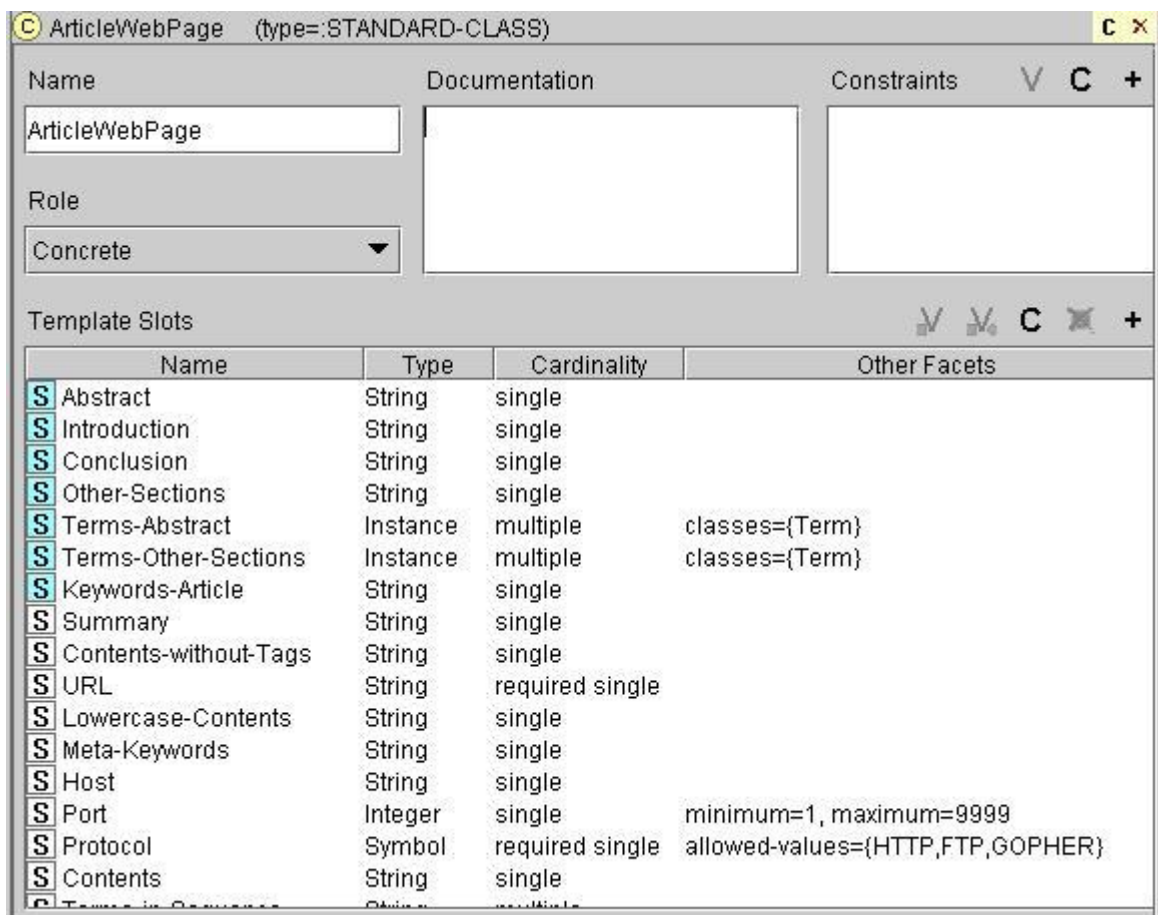 C ArticleWebPage (type=:STANDARD-CLASS) C ×
Name Documentation Constraints V C +
ArticleWebPage
Role
Concrete
Template Slots V V C +
Name Type Cardinality Other Facets
S Abstract String single
S Introduction String single
S Conclusion String single
S Other-Sections String single
S Terms-Abstract Instance multiple classes={Term}
S Terms-Other-Sections Instance multiple classes={Term}
S Keywords-Article String single
S Summary String single
S Contents-without-Tags String single
S URL String required single
S Lowercase-Contents String single
S Meta-Keywords String single
S Host String single
S Port Integer single minimum=1, maximum=9999
S Protocol Symbol required single allowed-values={HTTP,FTP,GOPHER}
S Contents String single